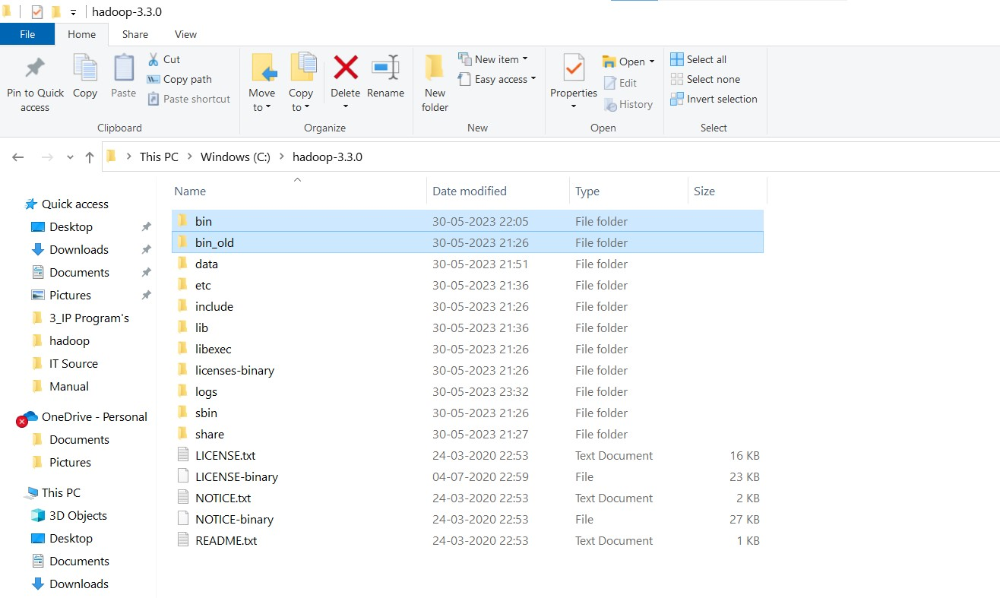 hadoop-3.3.0
File Home Share View
Pin to Quick access
Copy
Paste
Cut
Copy path
Paste shortcut
Clipboard
Move to
Copy to
Delete
Rename
Organize
New folder
New item
Easy access
New
Properties
Open
Edit
History
Open
Select all
Select none
Invert selection
Select
This PC > Windows (C:) > hadoop-3.3.0
Quick access
Desktop
Downloads
Documents
Pictures
3_IP Program's
hadoop
IT Source
Manual
OneDrive - Personal
Documents
Pictures
This PC
3D Objects
Desktop
Documents
Downloads
Name Date modified Type Size
bin 30-05-2023 22:05 File folder
bin_old 30-05-2023 21:26 File folder
data 30-05-2023 21:51 File folder
etc 30-05-2023 21:36 File folder
include 30-05-2023 21:26 File folder
lib 30-05-2023 21:36 File folder
libexec 30-05-2023 21:26 File folder
licenses-binary 30-05-2023 21:26 File folder
logs 30-05-2023 23:32 File folder
sbin 30-05-2023 21:26 File folder
share 30-05-2023 21:27 File folder
LICENSE.txt 24-03-2020 22:53 Text Document 16 KB
LICENSE-binary 04-07-2020 22:59 File 23 KB
NOTICE.txt 24-03-2020 22:53 Text Document 2 KB
NOTICE-binary 24-03-2020 22:53 File 27 KB
README.txt 24-03-2020 22:53 Text Document 1 KB